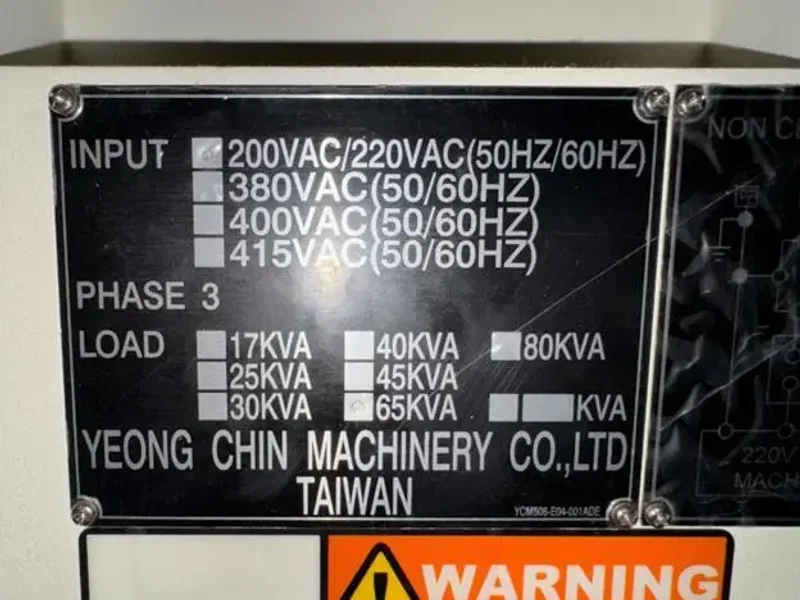 INPUT 200VAC/220VAC(50HZ/60HZ)
380VAC(50/60HZ)
400VAC(50/60HZ)
415VAC(50/60HZ)
PHASE 3
LOAD 17KVA 40KVA 80KVA
25KVA 45KVA
30KVA 65KVA KVA
YEONG CHIN MACHINERY CO.,LTD
TAIWAN
YCM506-E04-001ADE
NON
220V
MACH
WARNING